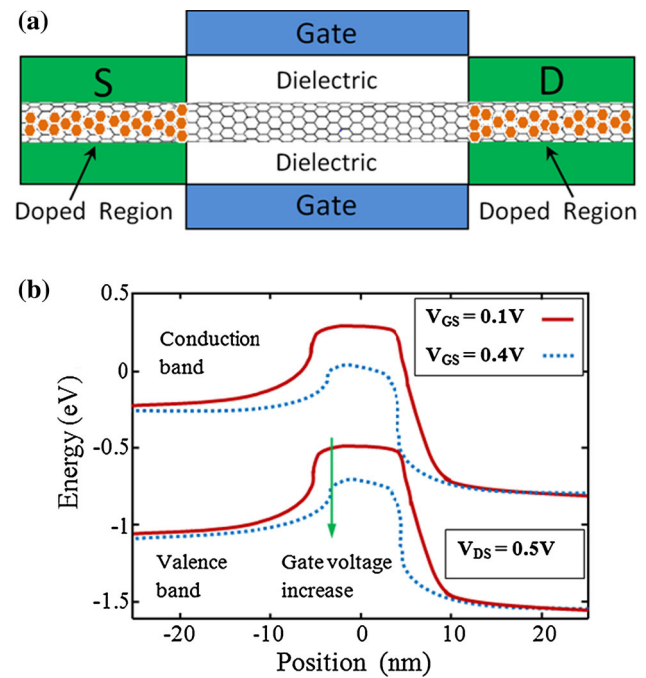 (a)
Gate
S
Dielectric
D
Dielectric
Doped Region
Gate
Doped Region
(b)
0.5
0
-0.5
-1
-1.5
Energy (eV)
Conduction
band
V_GS = 0.1V
V_GS = 0.4V
Valence
band
Gate voltage
increase
V_DS = 0.5V
-20
-10
0
10
20
Position (nm)